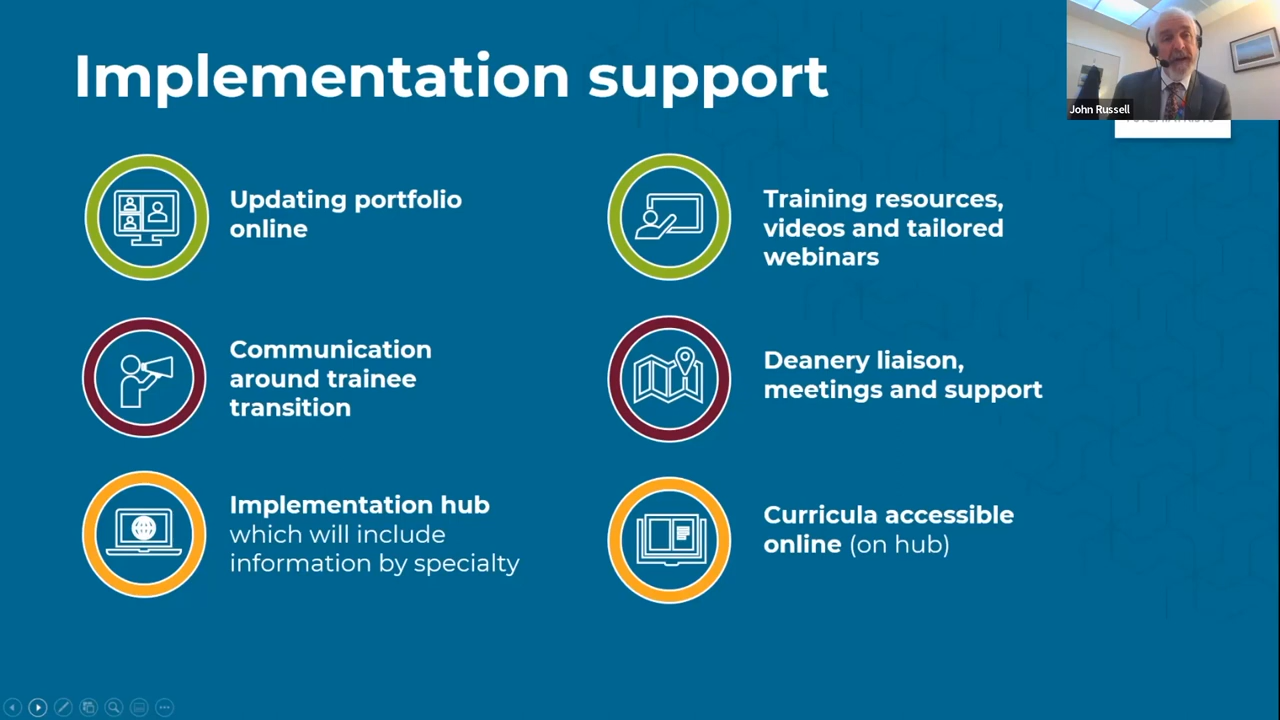 Implementation support
John Russell
Updating portfolio
online
Training resources,
videos and tailored
webinars
Communication
around trainee
transition
Deanery liaison,
meetings and support
Implementation hub
which will include
information by specialty
Curricula accessible
online (on hub)